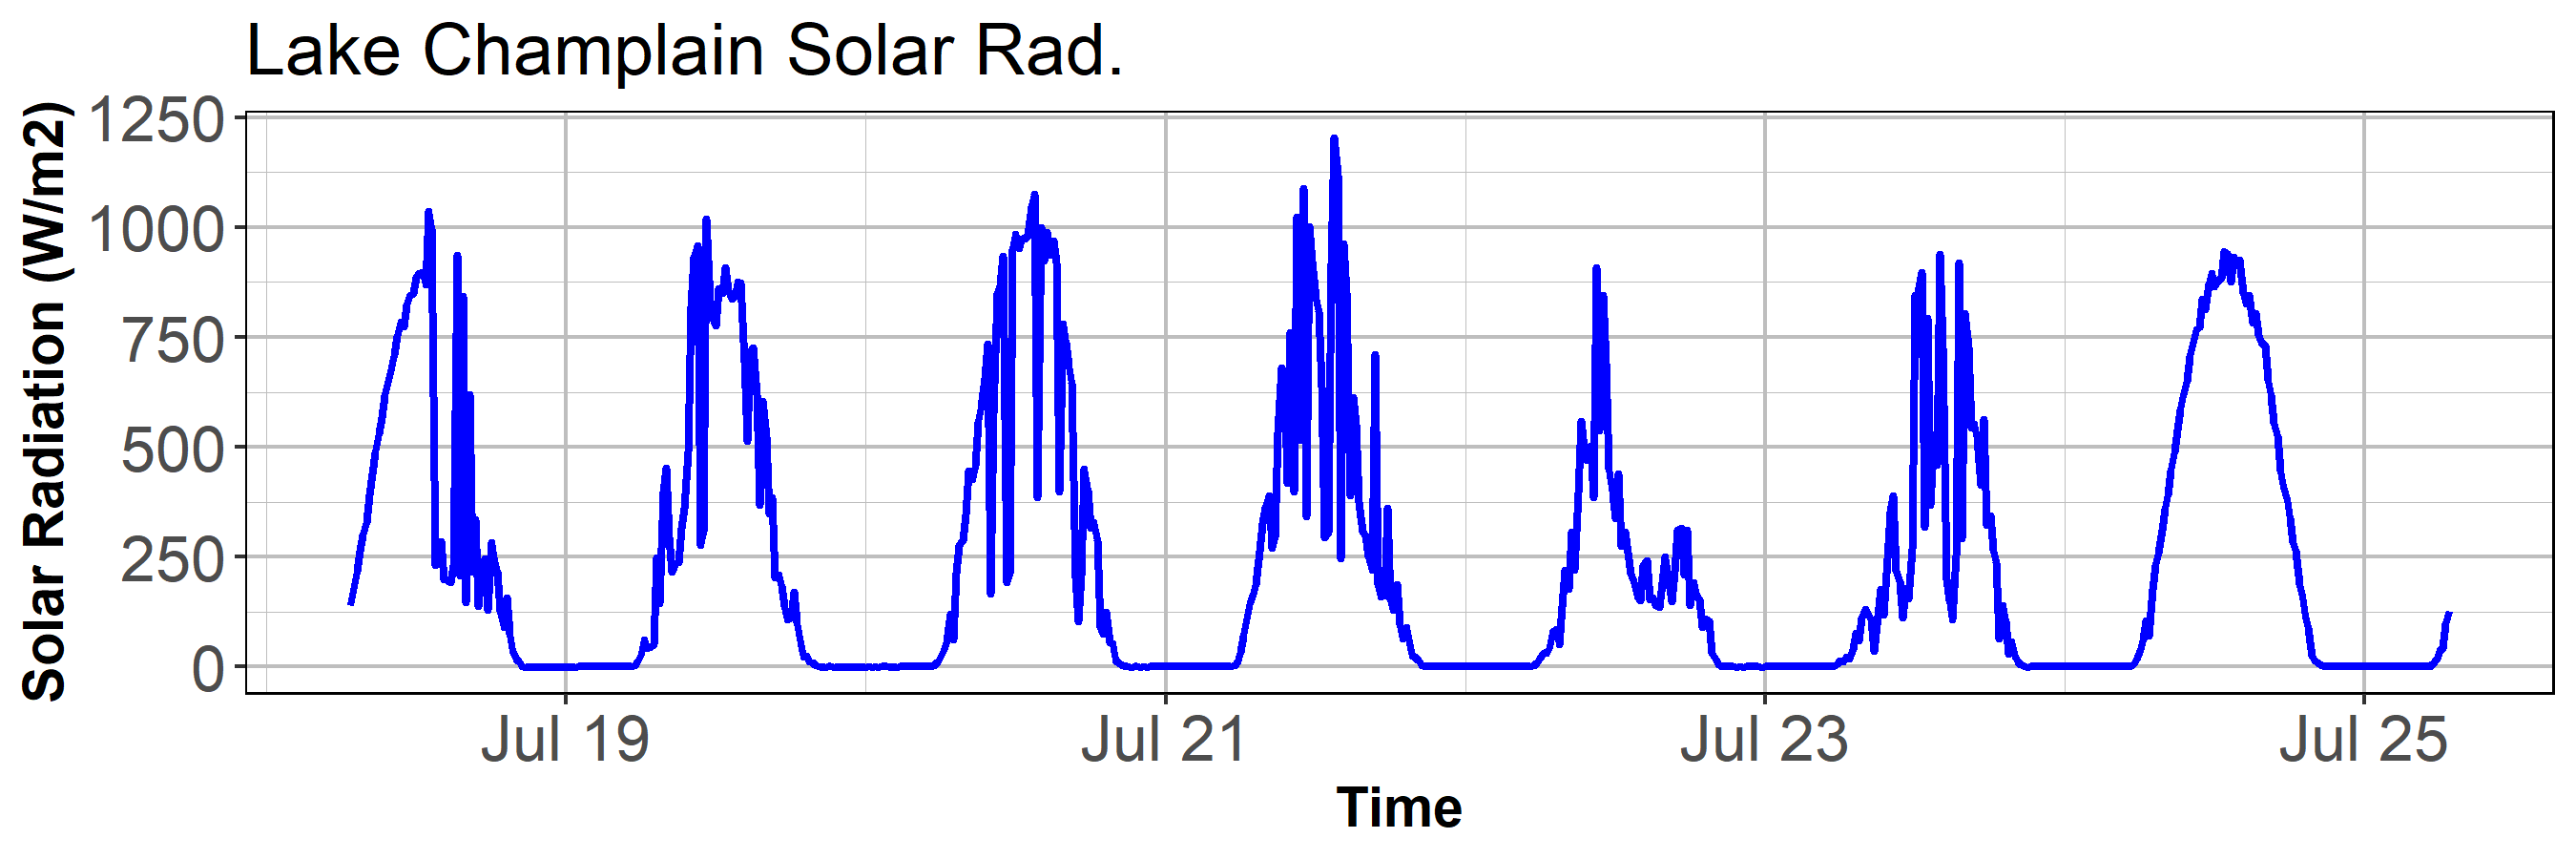 Lake Champlain Solar Rad.
Solar Radiation (W/m2)
1250
1000
750
500
250
0
Jul 19
Jul 21
Jul 23
Jul 25
Time